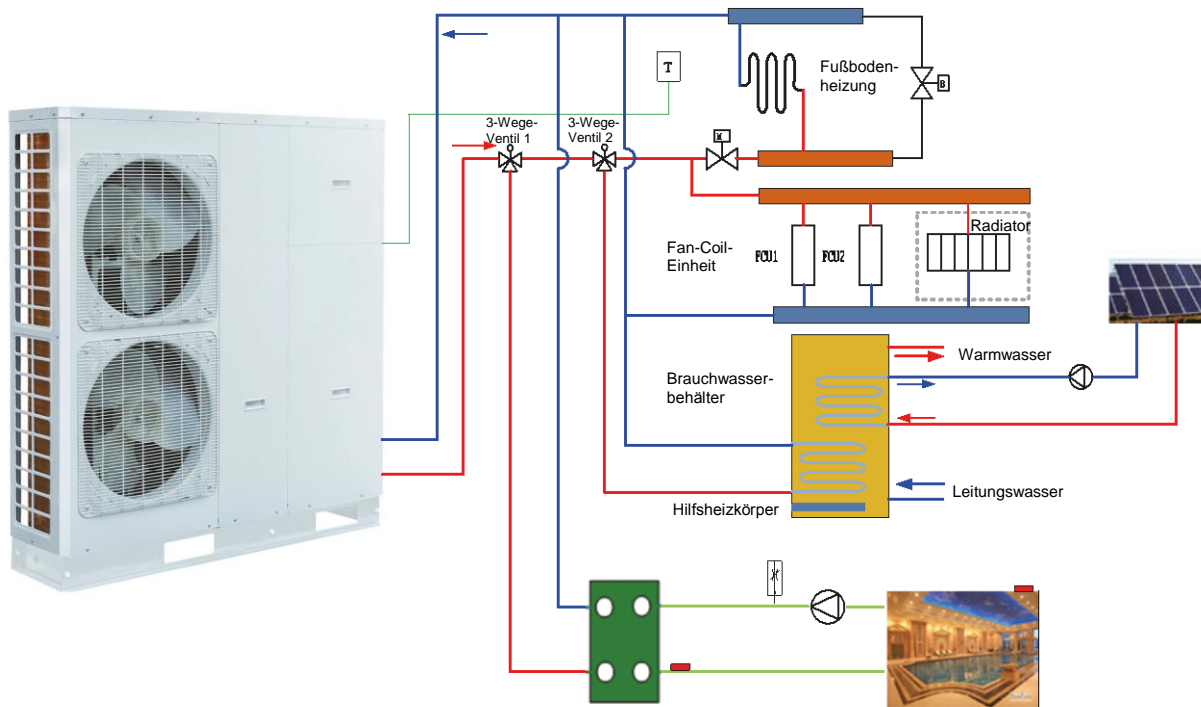 T
Fußboden-
heizung
B
3-Wege-
Ventil 1
3-Wege-
Ventil 2
Radiator
Fan-Coil-
Einheit
FCU1
FCU2
Warmwasser
Brauchwasser-
behälter
Leitungswasser
Hilfsheizkörper